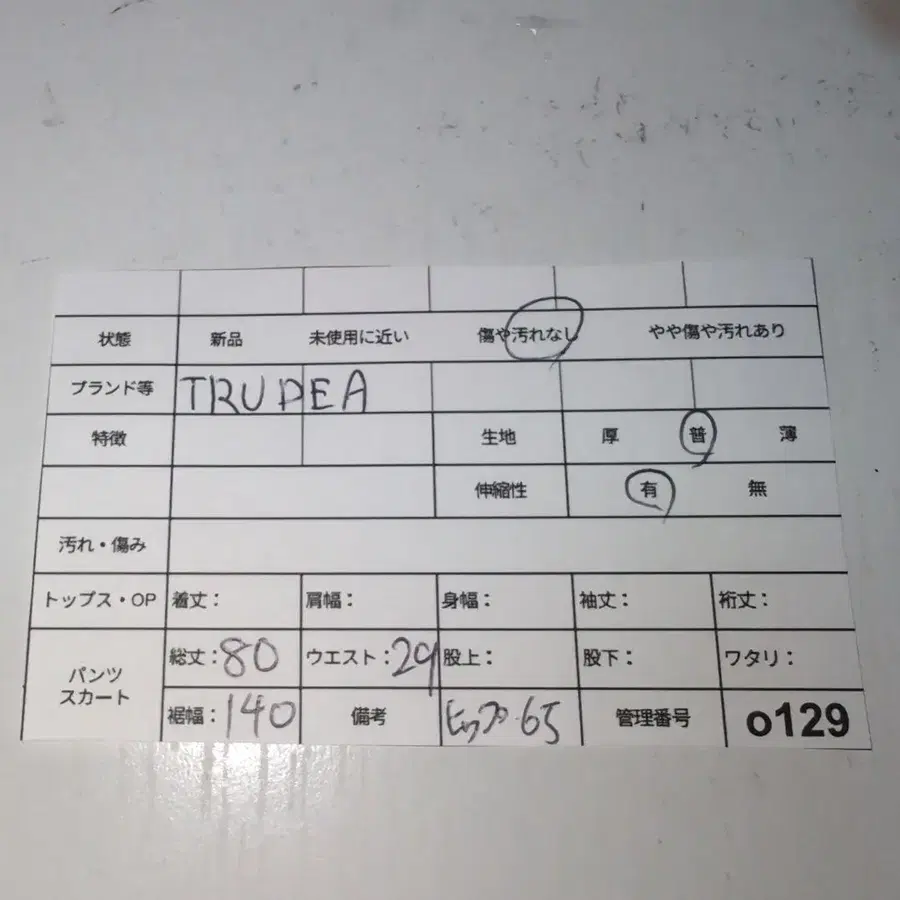 状態 新品 未使用に近い 傷や汚れなし やや傷や汚れあり
ブランド等 TRUDEA
特徴 生地 厚 普 薄
伸縮性 有 無
汚れ・傷み
トップス・OP 着丈: 肩幅: 身幅: 袖丈: 裄丈:
パンツ スカート
総丈:80 ウエスト:29 股上: 股下: ワタリ:
裾幅:140 備考 ヒップ・65 管理番号 o129